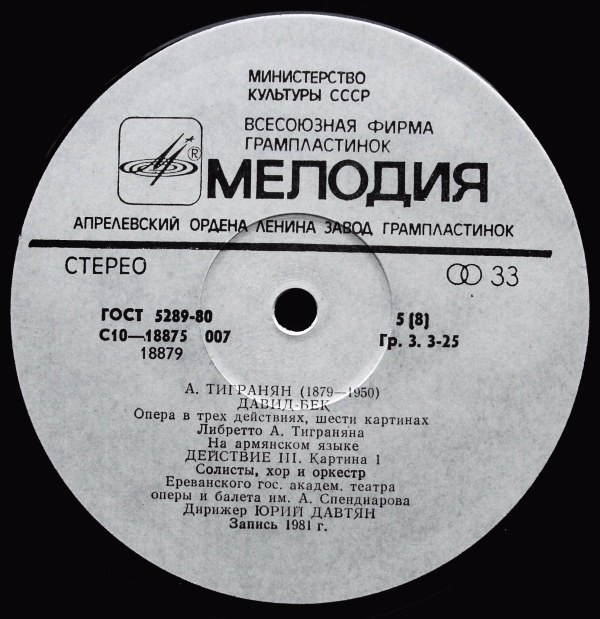 МИНИСТЕРСТВО
КУЛЬТУРЫ СССР
ВСЕСОЮЗНАЯ ФИРМА
ГРАМПЛАСТИНОК
® МЕЛОДИЯ
АПРЕЛЕВСКИЙ ОРДЕНА ЛЕНИНА ЗАВОД ГРАМПЛАСТИНОК
СТЕРЕО 33
ГОСТ 5289-80 5 (8)
С10—18875 007 Гр. 3. 3-25
18879
А. ТИГРАНЯН (1879—1950)
ДАВИД-БЕК
Опера в трех действиях, шести картинах
Либретто А. Тиграняна
На армянском языке
ДЕЙСТВИЕ III. Картина 1
Солисты, хор и оркестр
Ереванского гос. академ. театра
оперы и балета им. А. Спендиарова
Дирижер ЮРИЙ ДАВТЯН
Запись 1981 г.